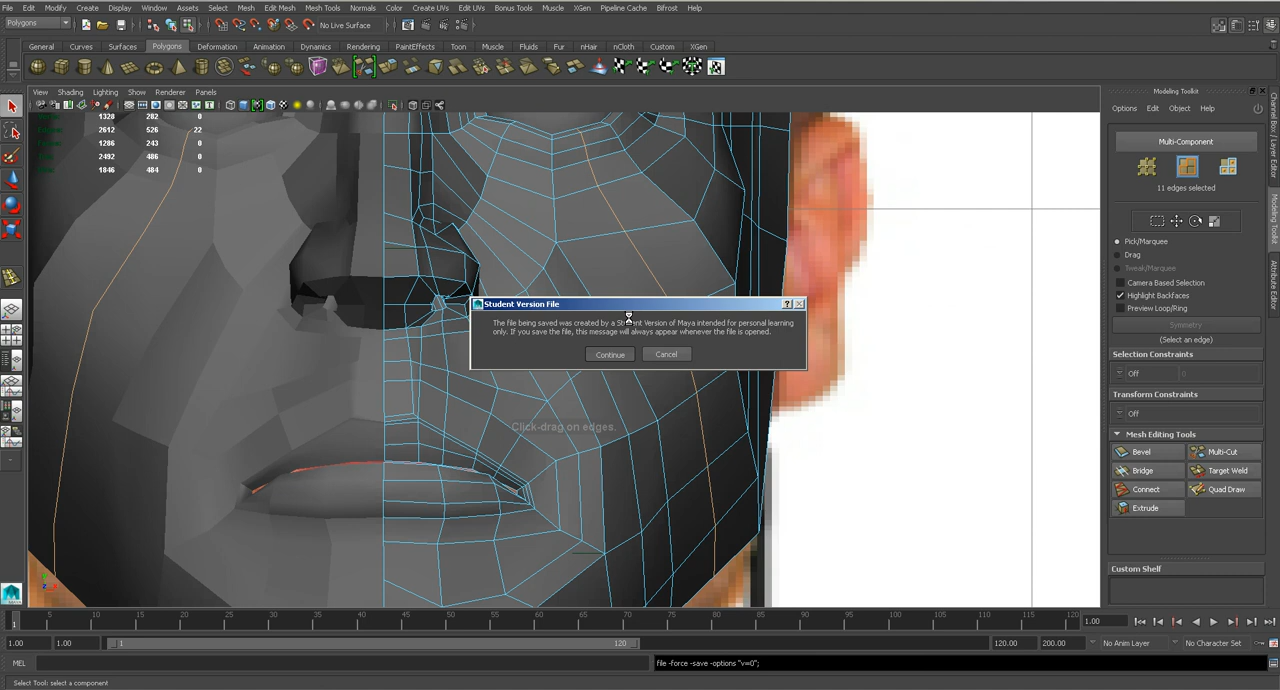 File Edit Modify Create Display Window Assets Select Mesh Edit Mesh Mesh Tools Normals Color Create UVs Edit UVs Bonus Tools Muscle XGen Pipeline Cache Bifrost Help
Polygons
No Live Surface
General Curves Surfaces Polygons Deformation Animation Dynamics Rendering PaintEffects Toon Muscle Fluids Fur nHair nCloth Custom XGen
View Shading Lighting Show Renderer Panels
1328 282 0
2612 526 22
1286 243 0
2492 486 0
1846 484 0
Modeling Toolkit
Options Edit Object Help
Multi-Component
11 edges selected
Pick/Marquee
Drag
Tweak/Marquee
Camera Based Selection
Highlight Backfaces
Preview Loop/Ring
Symmetry
(Select an edge)
Selection Constraints
Off 0
Transform Constraints
Off
Mesh Editing Tools
Bevel Multi-Cut
Bridge Target Weld
Connect Quad Draw
Extrude
Custom Shelf
Channel Box / Layer Editor
Modeling Toolkit
Attribute Editor
Student Version File
The file being saved was created by a Student Version of Maya intended for personal learning
only. If you save the file, this message will always appear whenever the file is opened.
Continue Cancel
Click-drag on edges.
1 5 10 15 20 25 30 35 40 45 50 55 60 65 70 75 80 85 90 95 100 105 110 115 120 1.00
1.00 1.00 1 120 120.00 200.00 No Anim Layer No Character Set
MEL file -force -save -options "v=0";
Select Tool: select a component